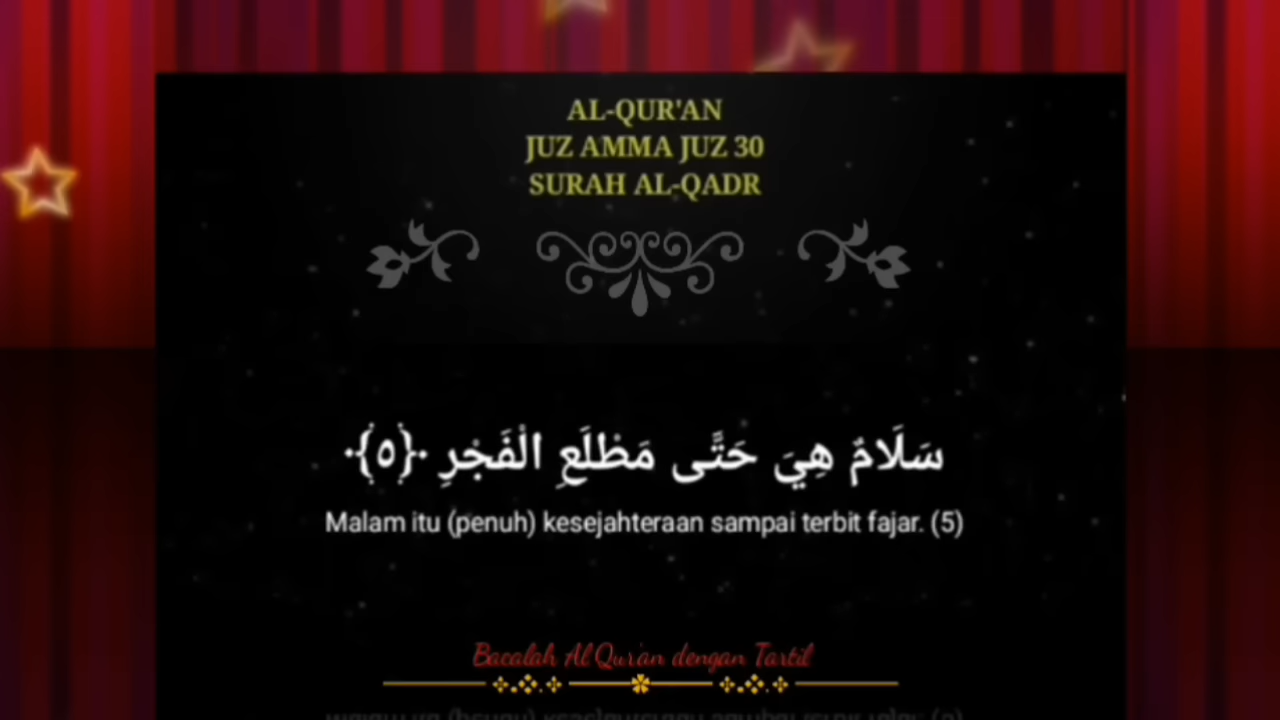 AL-QUR'AN
JUZ AMMA JUZ 30
SURAH AL-QADR
سَلَامٌ هِيَ حَتَّى مَطْلَعِ الْفَجْرِ ﴿٥﴾
Malam itu (penuh) kesejahteraan sampai terbit fajar. (5)
Bacalah Al Qur'an dengan Tartil